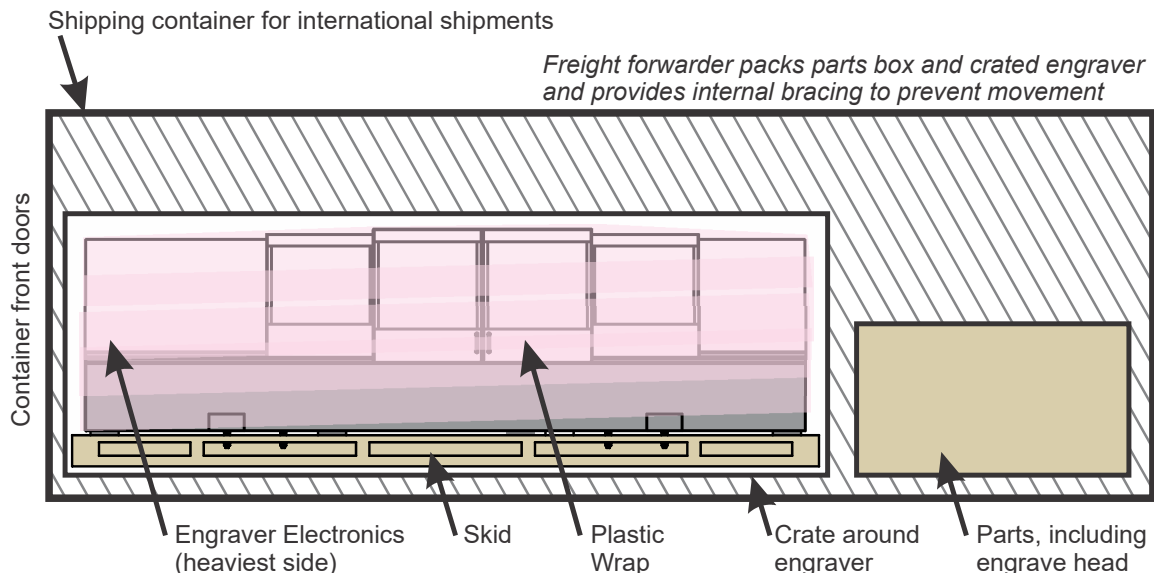 Shipping container for international shipments
Freight forwarder packs parts box and crated engraver
and provides internal bracing to prevent movement
Container front doors
Engraver Electronics
(heaviest side)
Skid
Plastic
Wrap
Crate around
engraver
Parts, including
engrave head